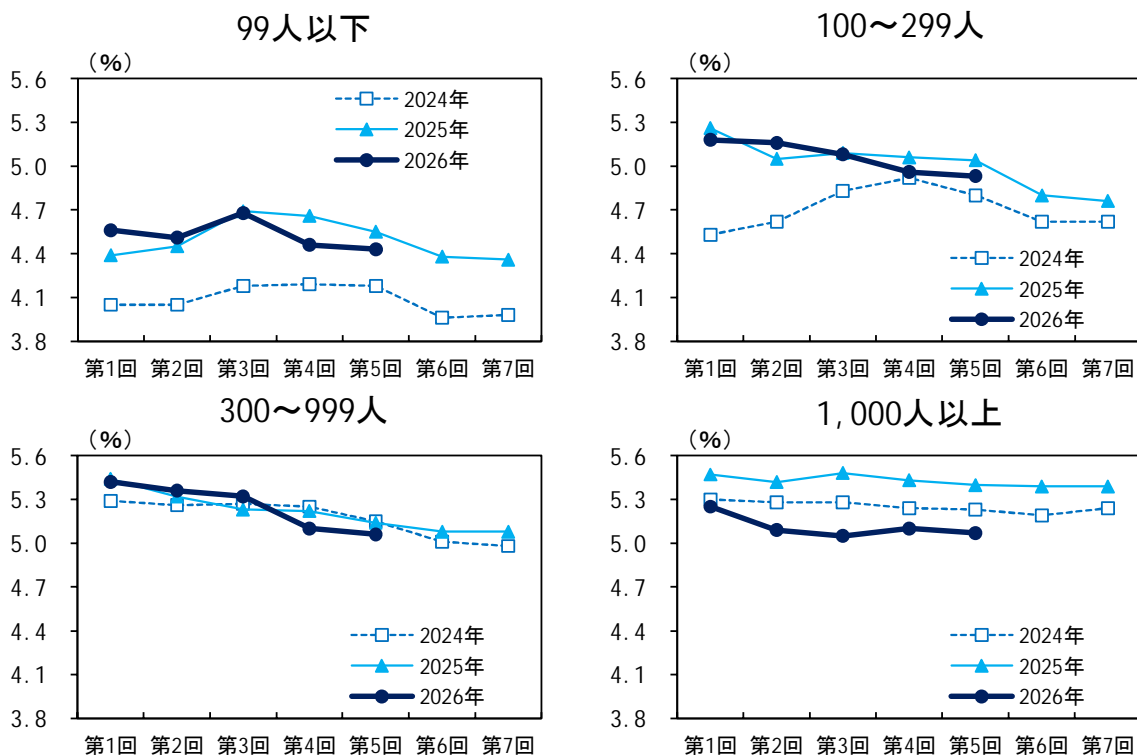 99人以下
(%)
5.6
5.3
5.0
4.7
4.4
4.1
3.8
2024年
2025年
2026年
第1回 第2回 第3回 第4回 第5回 第6回 第7回
100～299人
(%)
5.6
5.3
5.0
4.7
4.4
4.1
3.8
2024年
2025年
2026年
第1回 第2回 第3回 第4回 第5回 第6回 第7回
300～999人
(%)
5.6
5.3
5.0
4.7
4.4
4.1
3.8
2024年
2025年
2026年
第1回 第2回 第3回 第4回 第5回 第6回 第7回
1,000人以上
(%)
5.6
5.3
5.0
4.7
4.4
4.1
3.8
2024年
2025年
2026年
第1回 第2回 第3回 第4回 第5回 第6回 第7回